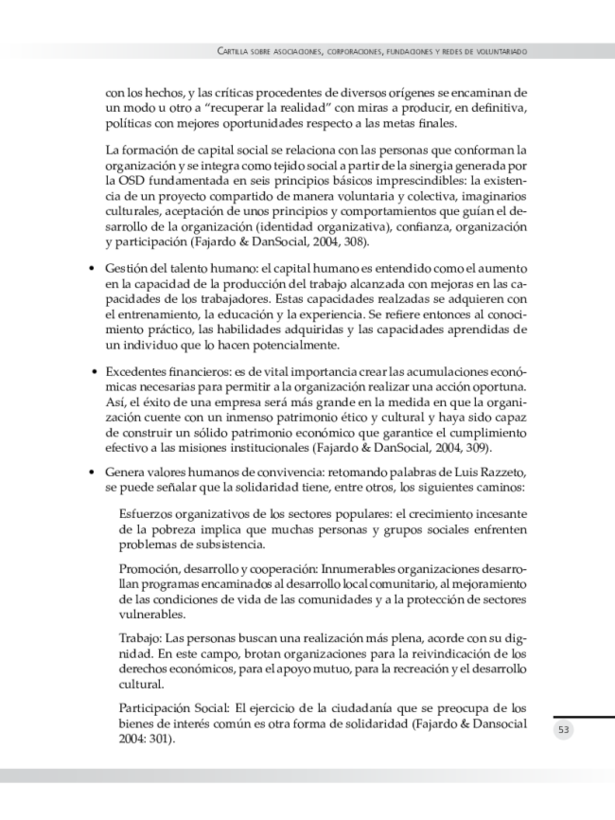 CARTILLA SOBRE ASOCIACIONES, CORPORACIONES, FUNDACIONES Y REDES DE VOLUNTARIADO
con los hechos, y las críticas procedentes de diversos orígenes se encaminan de
un modo u otro a “recuperar la realidad” con miras a producir, en definitiva,
políticas con mejores oportunidades respecto a las metas finales.
La formación de capital social se relaciona con las personas que conforman la
organización y se integra como tejido social a partir de la sinergia generada por
la OSD fundamentada en seis principios básicos imprescindibles: la existen-
cia de un proyecto compartido de manera voluntaria y colectiva, imaginarios
culturales, aceptación de unos principios y comportamientos que guían el de-
sarrollo de la organización (identidad organizativa), confianza, organización
y participación (Fajardo & DanSocial, 2004, 308).
• Gestión del talento humano: el capital humano es entendido como el aumento
en la capacidad de la producción del trabajo alcanzada con mejoras en las ca-
pacidades de los trabajadores. Estas capacidades realzadas se adquieren con
el entrenamiento, la educación y la experiencia. Se refiere entonces al conoci-
miento práctico, las habilidades adquiridas y las capacidades aprendidas de
un individuo que lo hacen potencialmente.
• Excedentes financieros: es de vital importancia crear las acumulaciones econó-
micas necesarias para permitir a la organización realizar una acción oportuna.
Así, el éxito de una empresa será más grande en la medida en que la organi-
zación cuente con un inmenso patrimonio ético y cultural y haya sido capaz
de construir un sólido patrimonio económico que garantice el cumplimiento
efectivo a las misiones institucionales (Fajardo & DanSocial, 2004, 309).
• Genera valores humanos de convivencia: retomando palabras de Luis Razzeto,
se puede señalar que la solidaridad tiene, entre otros, los siguientes caminos:
Esfuerzos organizativos de los sectores populares: el crecimiento incesante
de la pobreza implica que muchas personas y grupos sociales enfrenten
problemas de subsistencia.
Promoción, desarrollo y cooperación: Innumerables organizaciones desarro-
llan programas encaminados al desarrollo local comunitario, al mejoramiento
de las condiciones de vida de las comunidades y a la protección de sectores
vulnerables.
Trabajo: Las personas buscan una realización más plena, acorde con su dig-
nidad. En este campo, brotan organizaciones para la reivindicación de los
derechos económicos, para el apoyo mutuo, para la recreación y el desarrollo
cultural.
Participación Social: El ejercicio de la ciudadanía que se preocupa de los
bienes de interés común es otra forma de solidaridad (Fajardo & Dansocial
2004: 301).
53